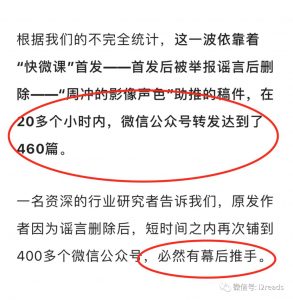 根据我们的不完全统计，这一波依靠着
“快微课”首发——首发后被举报谣言后删
除——“周冲的影像声色”助推的稿件，在
20多个小时内，微信公众号转发达到了
460篇。
一名资深的行业研究者告诉我们，原发作
者因为谣言删除后，短时间之内再次铺到
400多个微信公众号，必然有幕后推手。
微信号: i2reeds